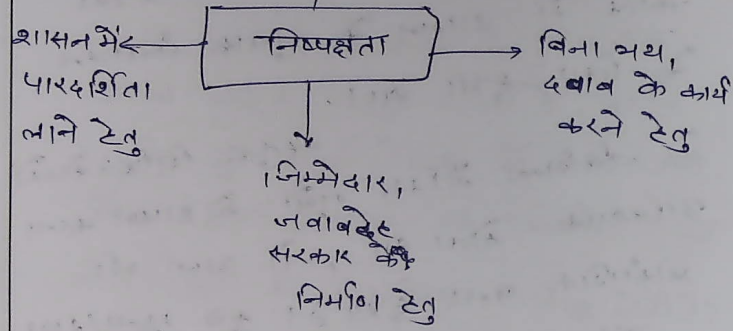 निष्पक्षता
शासन में
पारदर्शिता
लाने हेतु
बिना भय,
दबाब के कार्य
करने हेतु
जिम्मेदार,
जवाबदेह
सरकार के
निर्माण हेतु